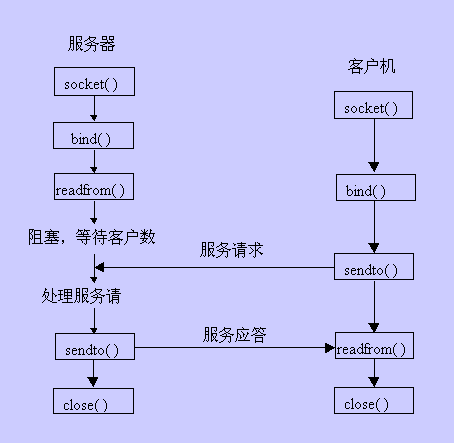 服务器
socket()
bind()
readfrom()
阻塞，等待客户数
处理服务请
sendto()
close()
服务请求
服务应答
客户机
socket()
bind()
sendto()
readfrom()
close()